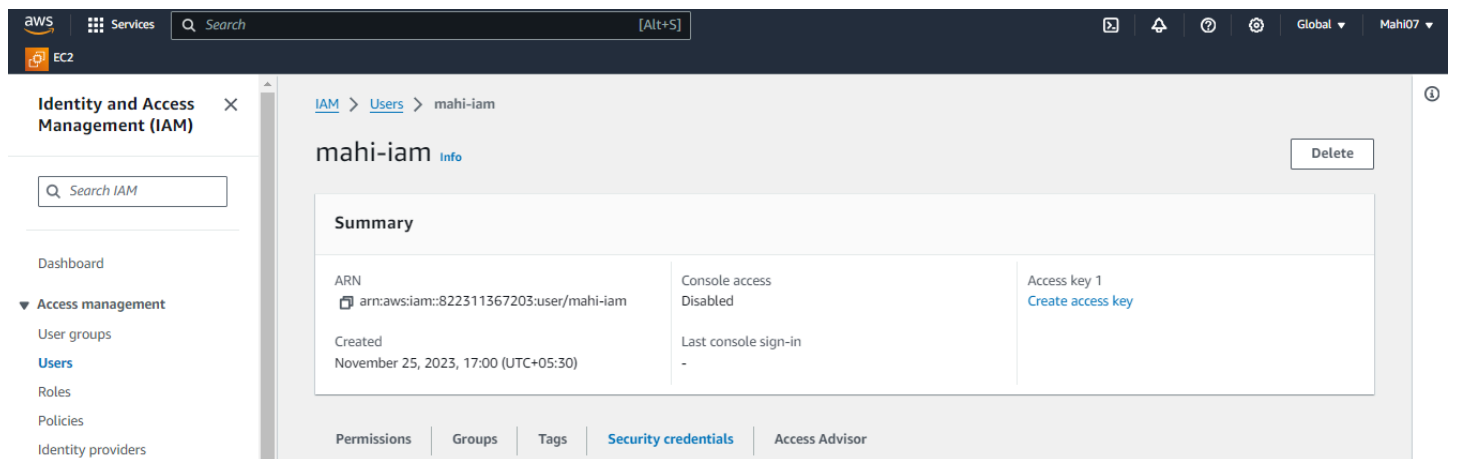 aws Services Search [Alt+S] Global Mahi07
EC2
Identity and Access
Management (IAM)
Search IAM
Dashboard
Access management
User groups
Users
Roles
Policies
Identity providers
IAM > Users > mahi-iam
mahi-iam Info
Delete
Summary
ARN
arn:aws:iam::822311367203:user/mahi-iam
Created
November 25, 2023, 17:00 (UTC+05:30)
Console access
Disabled
Last console sign-in
-
Access key 1
Create access key
Permissions Groups Tags Security credentials Access Advisor